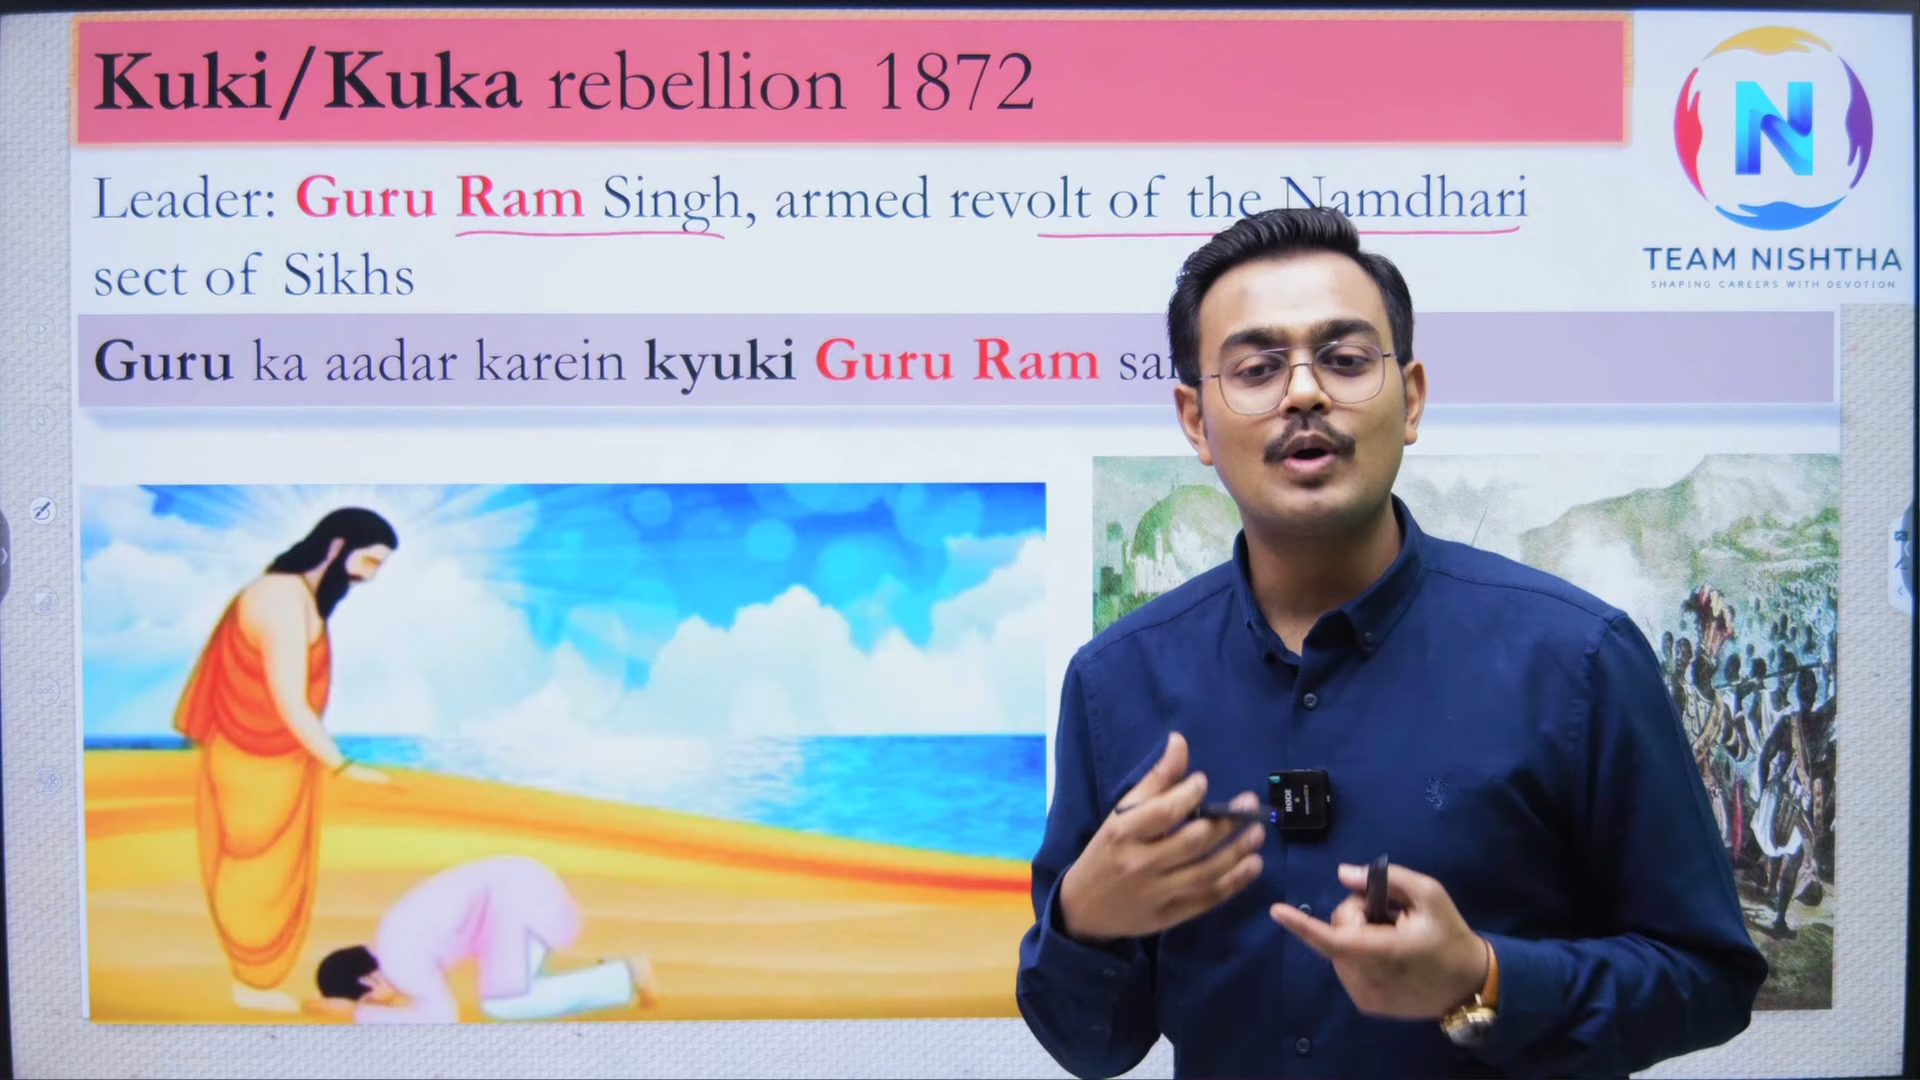 Kuki/Kuka rebellion 1872
Leader: Guru Ram Singh, armed revolt of the Namdhari
sect of Sikhs
Guru ka aadar karein kyuki Guru Ram
N
TEAM NISHTHA
SHAPING CAREERS WITH DEVOTION
RODE